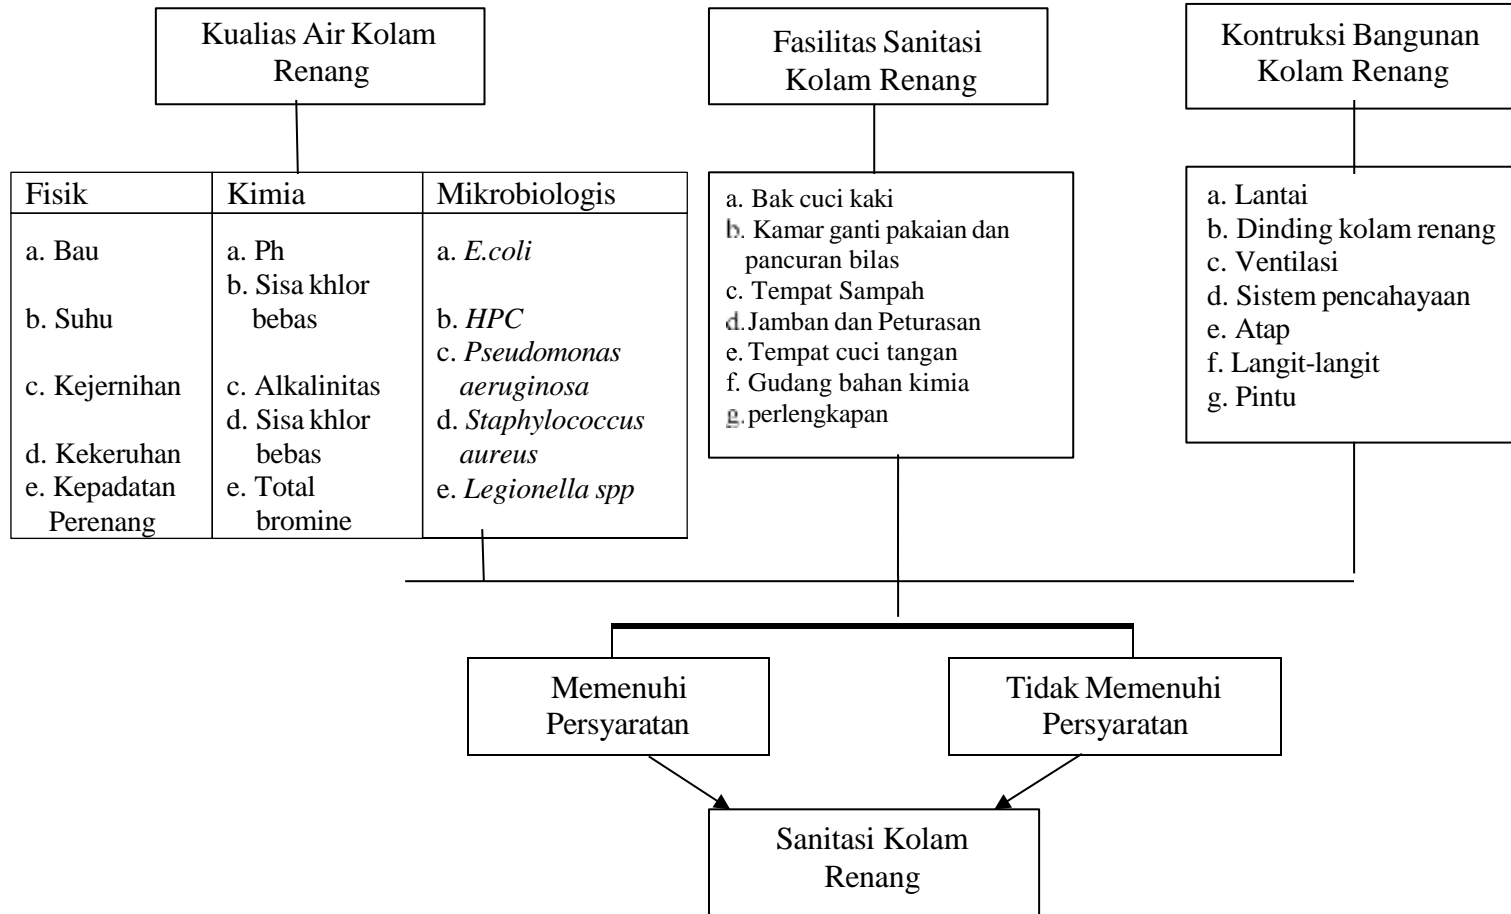 Kualias Air Kolam
Renang
Fasilitas Sanitasi
Kolam Renang
Kontruksi Bangunan
Kolam Renang
Fisik
a. Bau
b. Suhu
c. Kejernihan
d. Kekeruhan
e. Kepadatan
Perenang
Kimia
a. Ph
b. Sisa khlor
bebas
c. Alkalinitas
d. Sisa khlor
bebas
e. Total
bromine
Mikrobiologis
a. E.coli
b. HPC
c. Pseudomonas
aeruginosa
d. Staphylococcus
aureus
e. Legionella spp
a. Bak cuci kaki
b. Kamar ganti pakaian dan
pancuran bilas
c. Tempat Sampah
d. Jamban dan Peturasan
e. Tempat cuci tangan
f. Gudang bahan kimia
g. perlengkapan
a. Lantai
b. Dinding kolam renang
c. Ventilasi
d. Sistem pencahayaan
e. Atap
f. Langit-langit
g. Pintu
Memenuhi
Persyaratan
Tidak Memenuhi
Persyaratan
Sanitasi Kolam
Renang